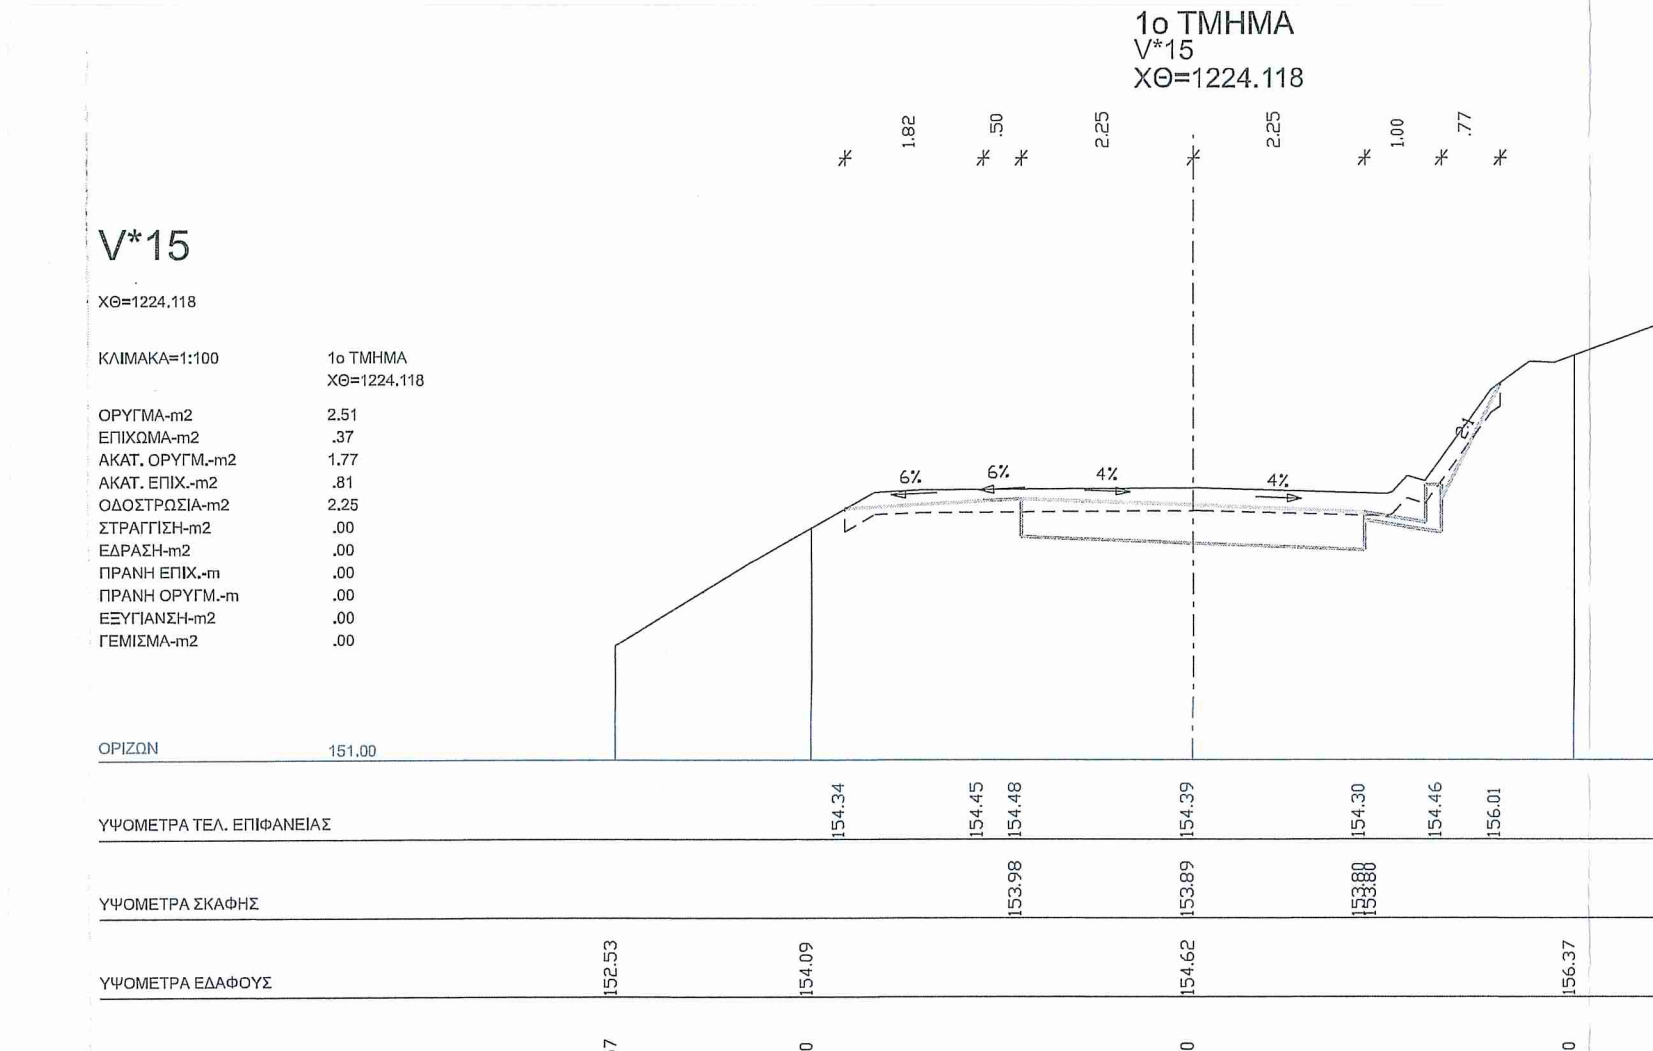 1ο ΤΜΗΜΑ
V*15
ΧΘ=1224.118
1.82 .50 2.25 2.25 1.00 .77
V*15
ΧΘ=1224.118
ΚΛΙΜΑΚΑ=1:100 1ο ΤΜΗΜΑ
ΧΘ=1224.118
ΟΡΥΓΜΑ-m2 2.51
ΕΠΙΧΩΜΑ-m2 .37
ΑΚΑΤ. ΟΡΥΓΜ.-m2 1.77
ΑΚΑΤ. ΕΠΙΧ.-m2 .81
ΟΔΟΣΤΡΩΣΙΑ-m2 2.25
ΣΤΡΑΓΓΙΣΗ-m2 .00
ΕΔΡΑΣΗ-m2 .00
ΠΡΑΝΗ ΕΠΙΧ.-m .00
ΠΡΑΝΗ ΟΡΥΓΜ.-m .00
ΕΞΥΓΙΑΝΣΗ-m2 .00
ΓΕΜΙΣΜΑ-m2 .00
6% 6% 4% 4%
2:1
ΟΡΙΖΩΝ 151.00
ΥΨΟΜΕΤΡΑ ΤΕΛ. ΕΠΙΦΑΝΕΙΑΣ 154.34 154.45 154.48 154.39 154.30 154.46 156.01
ΥΨΟΜΕΤΡΑ ΣΚΑΦΗΣ 153.98 153.89 153.80 153.80
ΥΨΟΜΕΤΡΑ ΕΔΑΦΟΥΣ 152.53 154.09 154.62 156.37